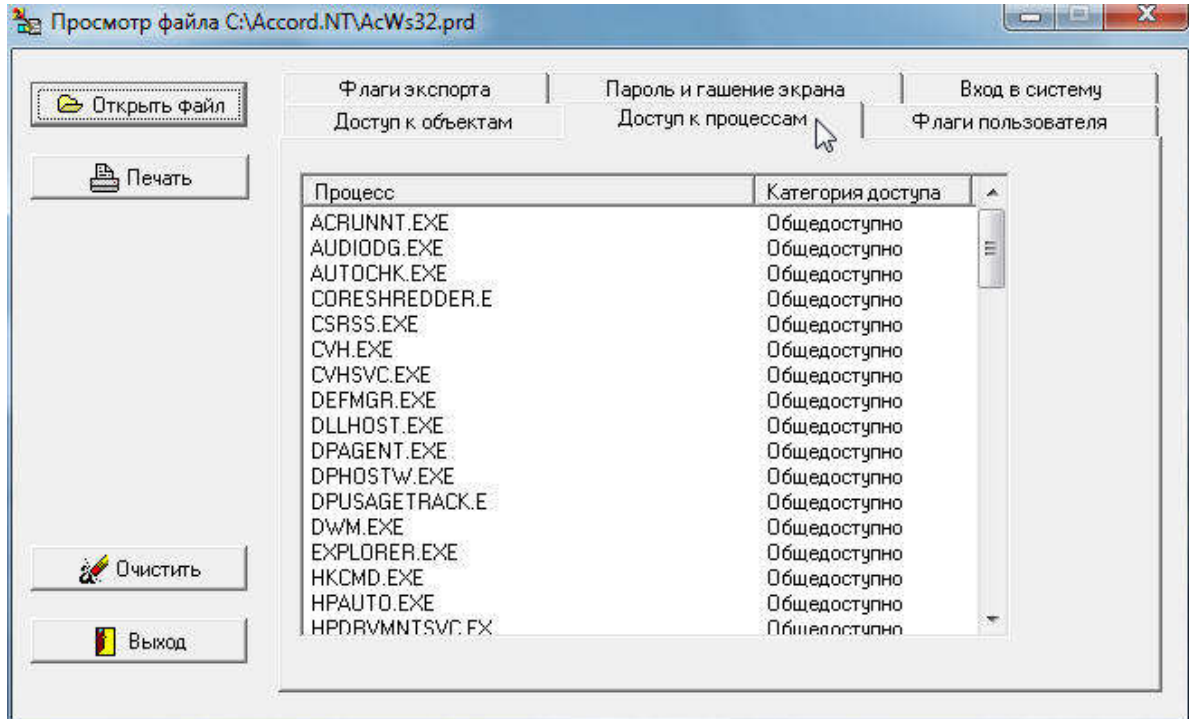 Просмотр файла C:\Accord.NT\AcWs32.prd
Открыть файл
Печать
Очистить
Выход
Флаги экспорта Пароль и гашение экрана Вход в систему
Доступ к объектам Доступ к процессам Флаги пользователя
Процесс Категория доступа
ACRUNNT.EXE Общедоступно
AUDIODG.EXE Общедоступно
AUTOCHK.EXE Общедоступно
CORESHREDDER.E Общедоступно
CSRSS.EXE Общедоступно
CVH.EXE Общедоступно
CVHSVC.EXE Общедоступно
DEFMGR.EXE Общедоступно
DLLHOST.EXE Общедоступно
DPAGENT.EXE Общедоступно
DPHOSTW.EXE Общедоступно
DPUSAGETRACK.E Общедоступно
DWM.EXE Общедоступно
EXPLORER.EXE Общедоступно
HKCMD.EXE Общедоступно
HPAUTO.EXE Общедоступно
HPDRVMNTSVC.EX Общедоступно